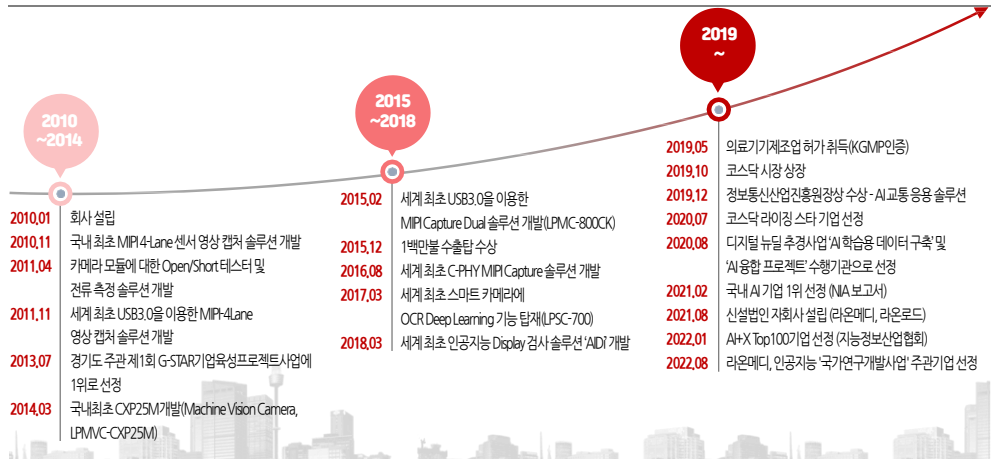 2010
~2014
2010.01 회사 설립
2010.11 국내 최초 MIPI 4-Lane 센서 영상 캡처 솔루션 개발
2011.04 카메라 모듈에 대한 Open/Short 테스터 및
전류 측정 솔루션 개발
2011.11 세계 최초 USB3.0을 이용한 MIPI-4Lane
영상 캡처 솔루션 개발
2013.07 경기도 주관 제1회 G-STAR기업육성프로젝트사업에
1위로 선정
2014.03 국내최초 CXP25M개발(Machine Vision Camera,
LPMVC-CXP25M)
2015
~2018
2015.02 세계 최초 USB3.0을 이용한
MIPI Capture Dual 솔루션 개발(LPMC-800CK)
2015.12 1백만불 수출탑 수상
2016.08 세계 최초 C-PHY MIPI Capture 솔루션 개발
2017.03 세계 최초 스마트 카메라에
OCR Deep Learning 기능 탑재(LPSC-700)
2018.03 세계 최초 인공지능 Display 검사 솔루션 'AIDi' 개발
2019
~
2019.05 의료기기제조업 허가 취득(KGMP인증)
2019.10 코스닥 시장 상장
2019.12 정보통신산업진흥원장상 수상 - AI 교통 응용 솔루션
2020.07 코스닥 라이징 스타 기업 선정
2020.08 디지털 뉴딜 추경사업 'AI 학습용 데이터 구축' 및
'AI 융합 프로젝트' 수행기관으로 선정
2021.02 국내 AI 기업 1위 선정 (NIA 보고서)
2021.08 신설법인 자회사 설립 (라온메디, 라온로드)
2022.01 AI+X Top100기업 선정 (지능정보산업협회)
2022.08 라온메디, 인공지능 '국가연구개발사업' 주관기업 선정